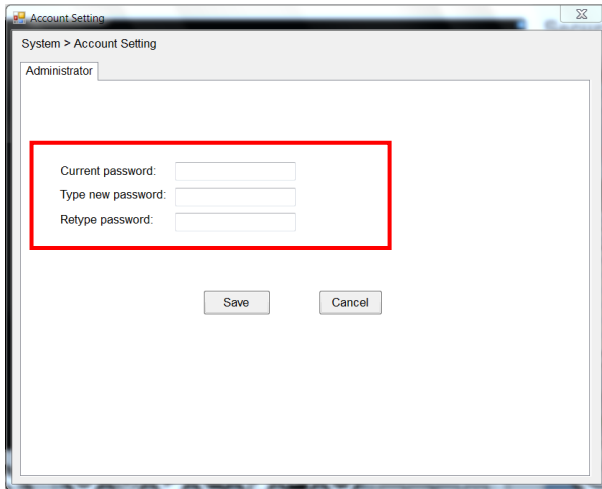 Account Setting
System > Account Setting
Administrator
Current password:
Type new password:
Retype password:
Save
Cancel